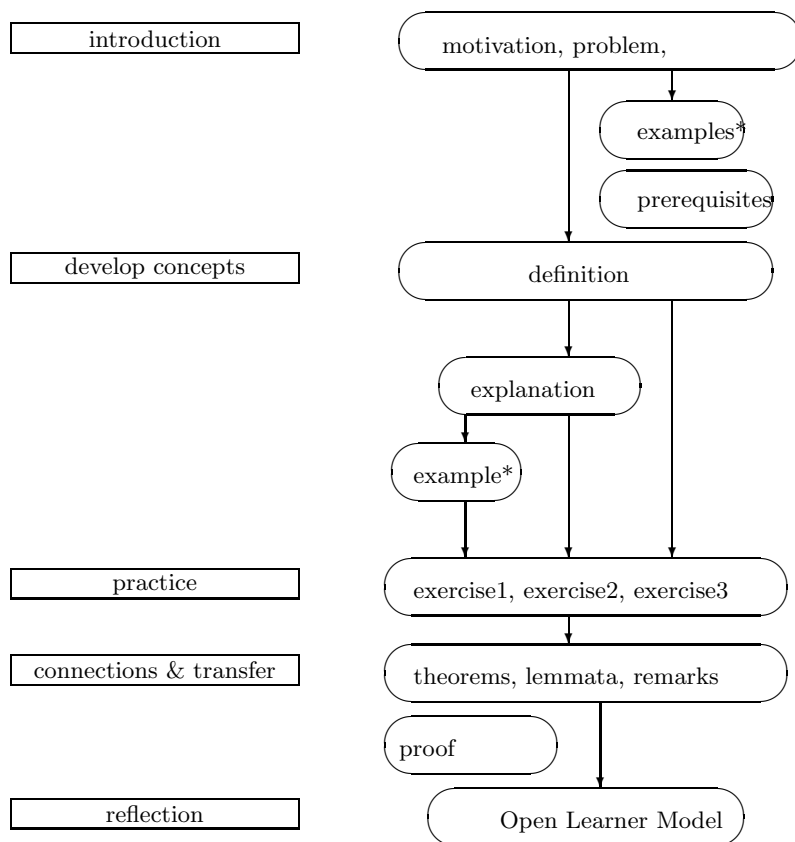 introduction
motivation, problem,
examples*
prerequisites
develop concepts
definition
explanation
example*
practice
exercise1, exercise2, exercise3
connections & transfer
theorems, lemmata, remarks
proof
reflection
Open Learner Model